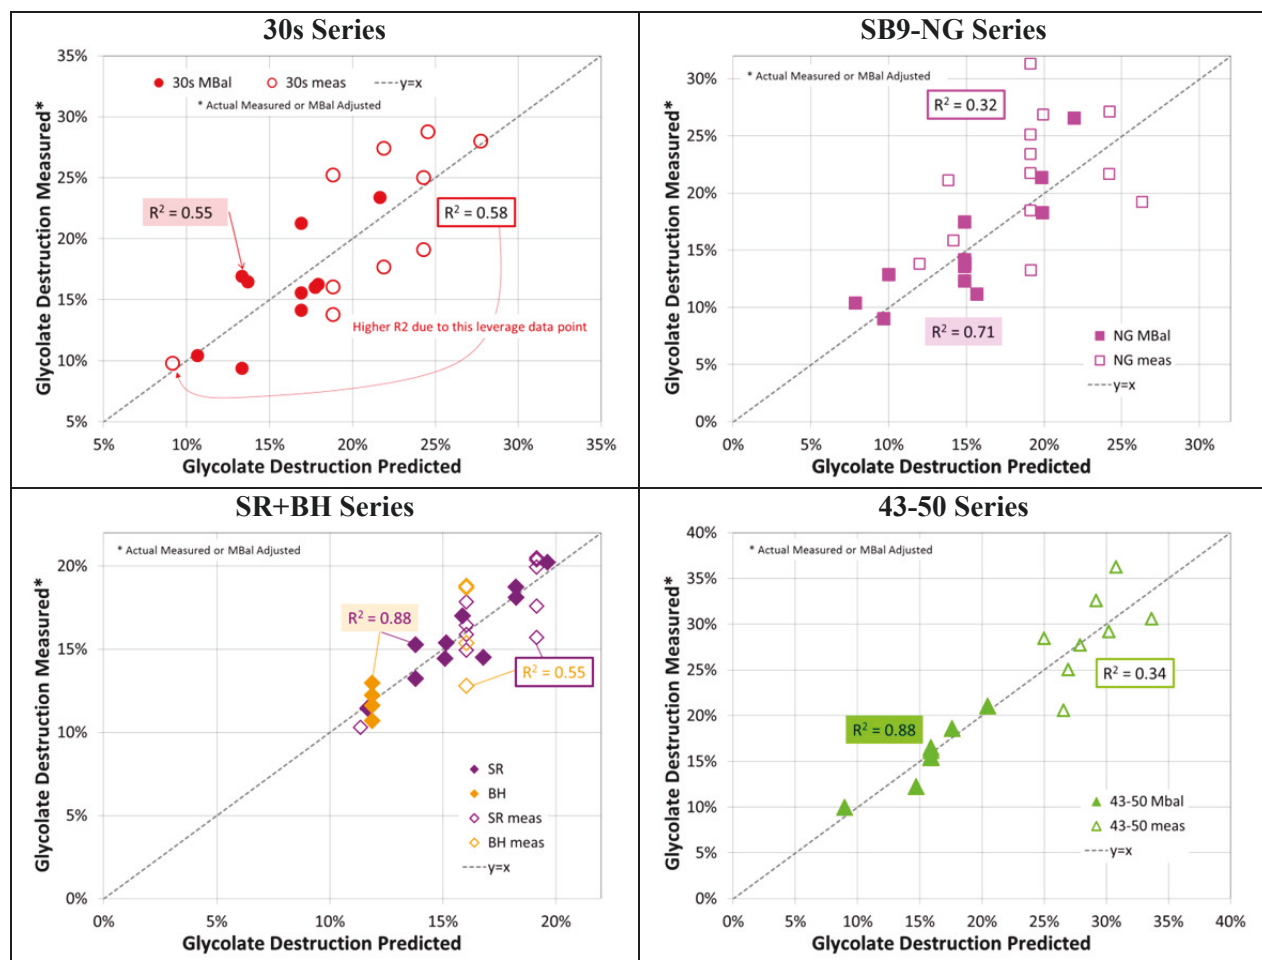 30s Series
35%
30%
25%
20%
15%
10%
5%
5%
10%
15%
20%
25%
30%
35%
Glycolate Destruction Measured*
Glycolate Destruction Predicted
30s MBal
30s meas
y=x
* Actual Measured or MBal Adjusted
R² = 0.55
R² = 0.58
Higher R2 due to this leverage data point
SB9-NG Series
30%
25%
20%
15%
10%
5%
0%
0%
5%
10%
15%
20%
25%
30%
Glycolate Destruction Measured*
Glycolate Destruction Predicted
* Actual Measured or MBal Adjusted
R² = 0.32
R² = 0.71
NG MBal
NG meas
y=x
SR+BH Series
20%
15%
10%
5%
0%
0%
10%
15%
20%
Glycolate Destruction Measured*
Glycolate Destruction Predicted
* Actual Measured or MBal Adjusted
R² = 0.88
R² = 0.55
SR
BH
SR meas
BH meas
y=x
43-50 Series
40%
35%
30%
25%
20%
15%
10%
5%
0%
0%
5%
10%
15%
20%
25%
30%
35%
40%
Glycolate Destruction Measured*
Glycolate Destruction Predicted
* Actual Measured or MBal Adjusted
R² = 0.88
R² = 0.34
43-50 Mbal
43-50 meas
y=x